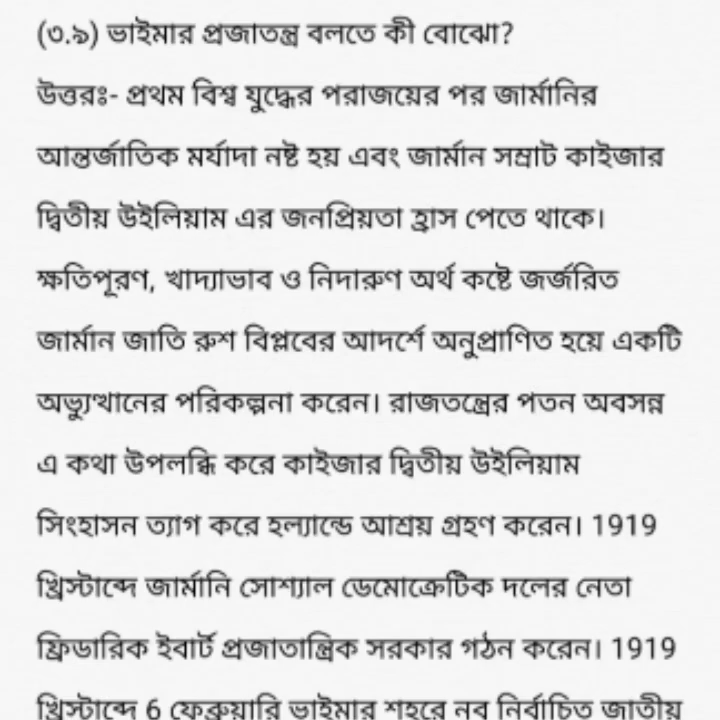 (৩.৯) ভাইমার প্রজাতন্ত্র বলতে কী বোঝো?
উত্তরঃ- প্রথম বিশ্ব যুদ্ধের পরাজয়ের পর জার্মানির
আন্তর্জাতিক মর্যাদা নষ্ট হয় এবং জার্মান সম্রাট কাইজার
দ্বিতীয় উইলিয়াম এর জনপ্রিয়তা হ্রাস পেতে থাকে।
ক্ষতিপূরণ, খাদ্যাভাব ও নিদারুণ অর্থ কষ্টে জর্জরিত
জার্মান জাতি রুশ বিপ্লবের আদর্শে অনুপ্রাণিত হয়ে একটি
অভ্যুত্থানের পরিকল্পনা করেন। রাজতন্ত্রের পতন অবসন্ন
এ কথা উপলব্ধি করে কাইজার দ্বিতীয় উইলিয়াম
সিংহাসন ত্যাগ করে হল্যান্ডে আশ্রয় গ্রহণ করেন। 1919
খ্রিস্টাব্দে জার্মানি সোশ্যাল ডেমোক্রেটিক দলের নেতা
ফ্রিডারিক ইবার্ট প্রজাতান্ত্রিক সরকার গঠন করেন। 1919
খ্রিস্টাব্দে 6 ফেব্রুয়ারি ভাইমার শহরে নব নির্বাচিত জাতীয়